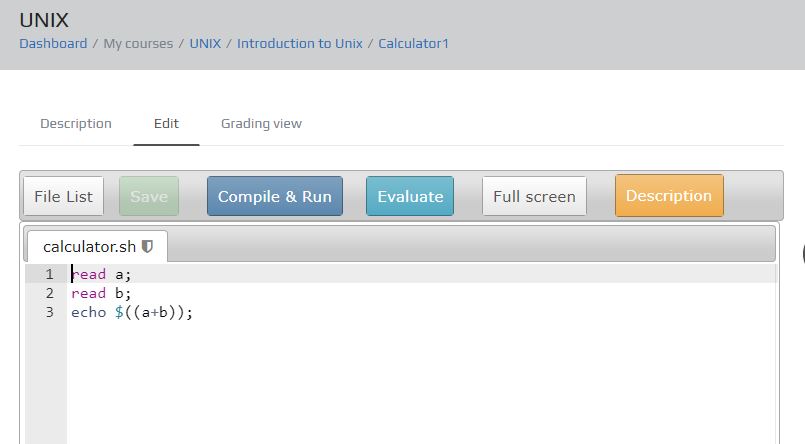 UNIX
Dashboard / My courses / UNIX / Introduction to Unix / Calculator1
Description Edit Grading view
File List Save Compile & Run Evaluate Full screen Description
calculator.sh
1 read a;
2 read b;
3 echo $((a+b));